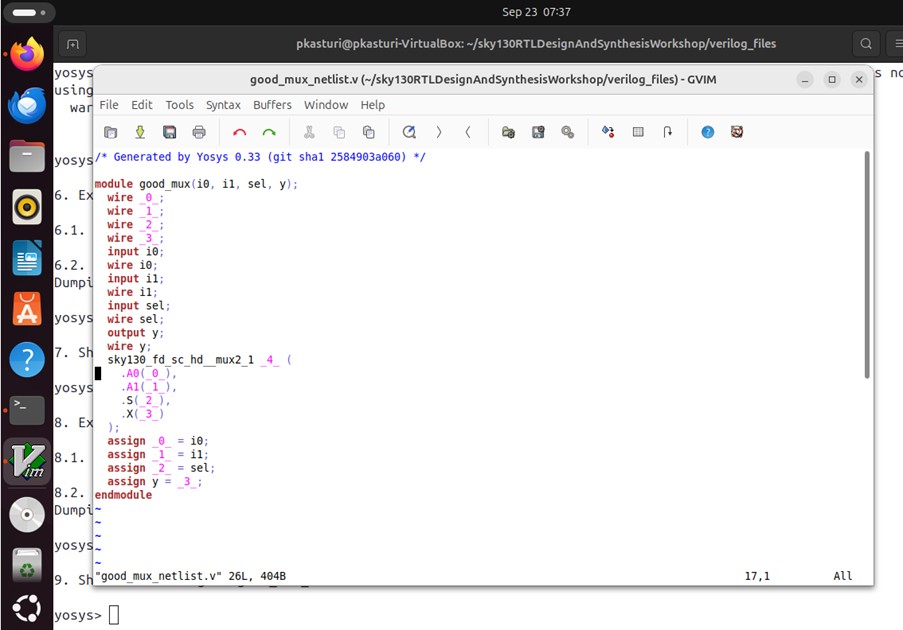 Sep 23 07:37
pkasturi@pkasturi-VirtualBox: ~/sky130RTLDesignAndSynthesisWorkshop/verilog_files
yosys
s no
using
war
yosys
6. Ex
6.1.
6.2.
Dumpi
yosys
7. Sh
yosys
8. Ex
8.1.
8.2.
Dumpi
yosys
9. Sh
yosys>
good_mux_netlist.v (~/sky130RTLDesignAndSynthesisWorkshop/verilog_files) - GVIM
File Edit Tools Syntax Buffers Window Help
/* Generated by Yosys 0.33 (git sha1 2584903a060) */
module good_mux(i0, i1, sel, y);
wire _0_;
wire _1_;
wire _2_;
wire _3_;
input i0;
wire i0;
input i1;
wire i1;
input sel;
wire sel;
output y;
wire y;
sky130_fd_sc_hd__mux2_1 _4_ (
.A0(_0_),
.A1(_1_),
.S(_2_),
.X(_3_)
);
assign _0_ = i0;
assign _1_ = i1;
assign _2_ = sel;
assign y = _3_;
endmodule
~
~
~
~
~
"good_mux_netlist.v" 26L, 404B 17,1 All